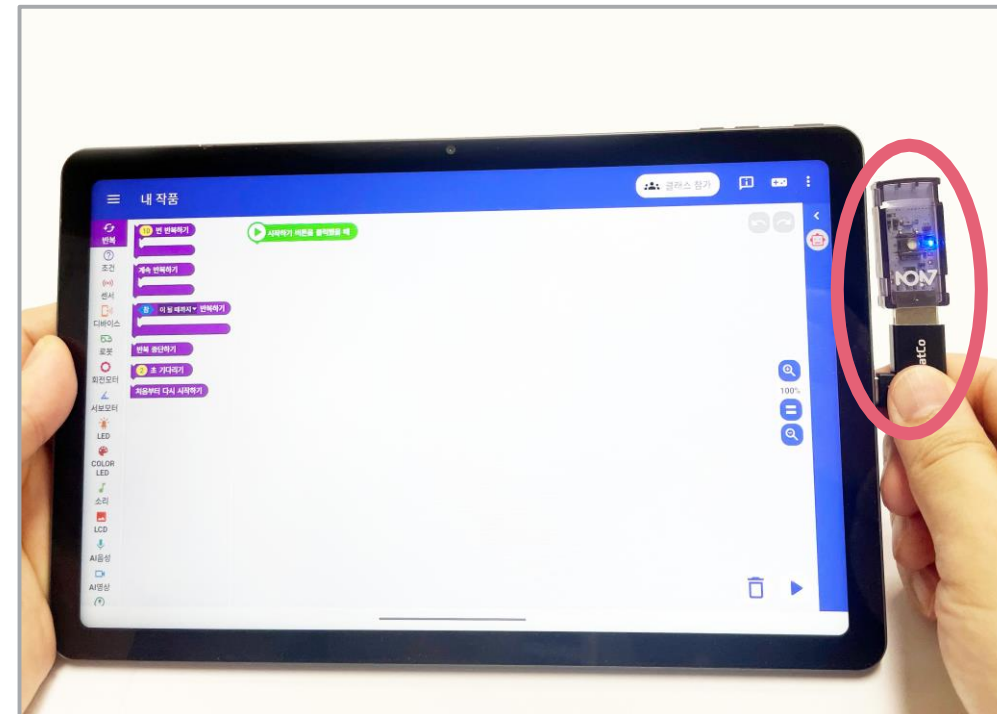 내 작품
클래스 참가
반복
조건
센서
디바이스
로봇
회전모터
서보모터
LED
COLOR
LED
소리
LCD
AI음성
AI영상
10 번 반복하기
계속 반복하기
참 이 될 때까지 반복하기
반복 중단하기
2 초 기다리기
처음부터 다시 시작하기
시작하기 버튼을 클릭했을 때
100%